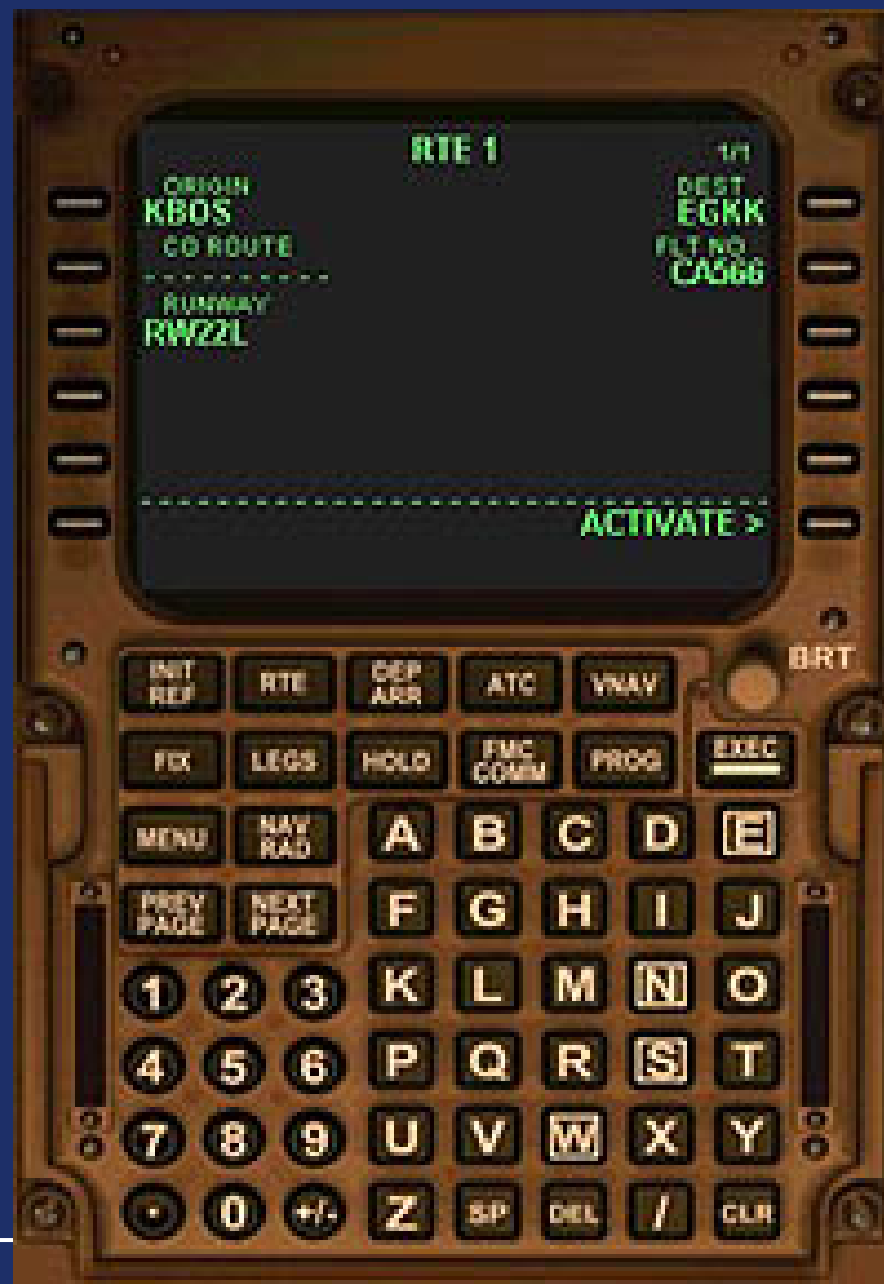 RTE 1 1/1
ORIGIN DEST
KBOS EGKK
CO ROUTE FLT NO
---------- CA566
RUNWAY
RW22L
ACTIVATE >
BRT
INIT REF RTE DEP ARR ATC VNAV
FIX LEGS HOLD FMC COMM PROG EXEC
MENU NAV RAD A B C D E
PREV PAGE NEXT PAGE F G H I J
1 2 3 K L M N O
4 5 6 P Q R S T
7 8 9 U V W X Y
. 0 +/- Z SP DEL / CLR